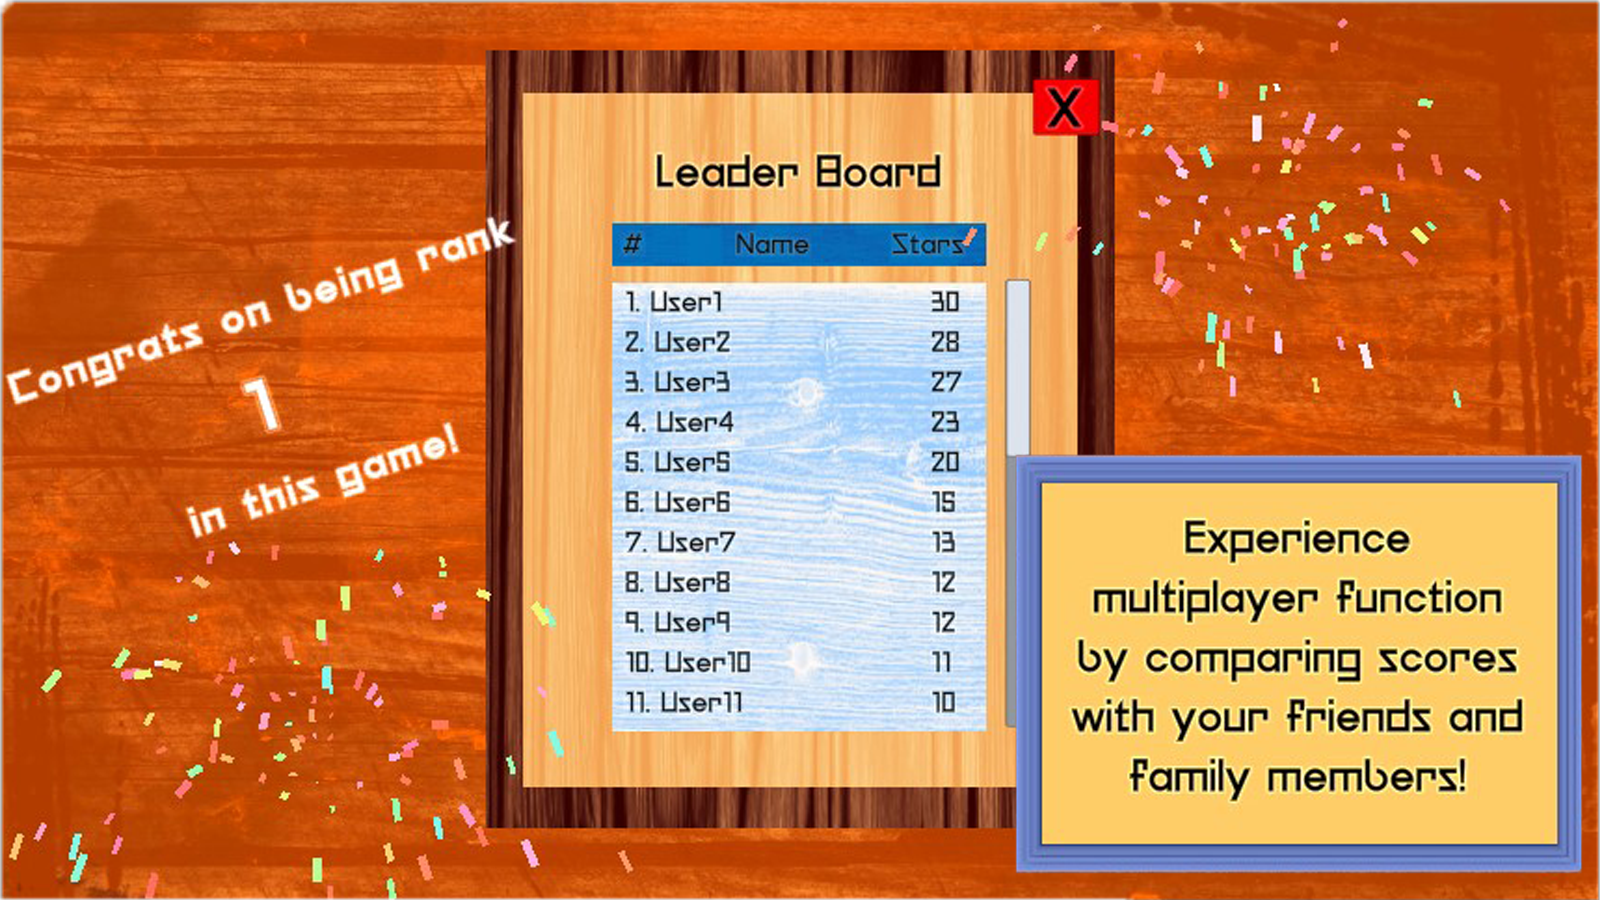 X
Leader Board
# Name Stars
1. User1 30
2. User2 28
3. User3 27
4. User4 23
5. User5 20
6. User6 15
7. User7 13
8. User8 12
9. User9 12
10. User10 11
11. User11 10
Congrats on being rank
1
in this game!
Experience
multiplayer function
by comparing scores
with your friends and
family members!